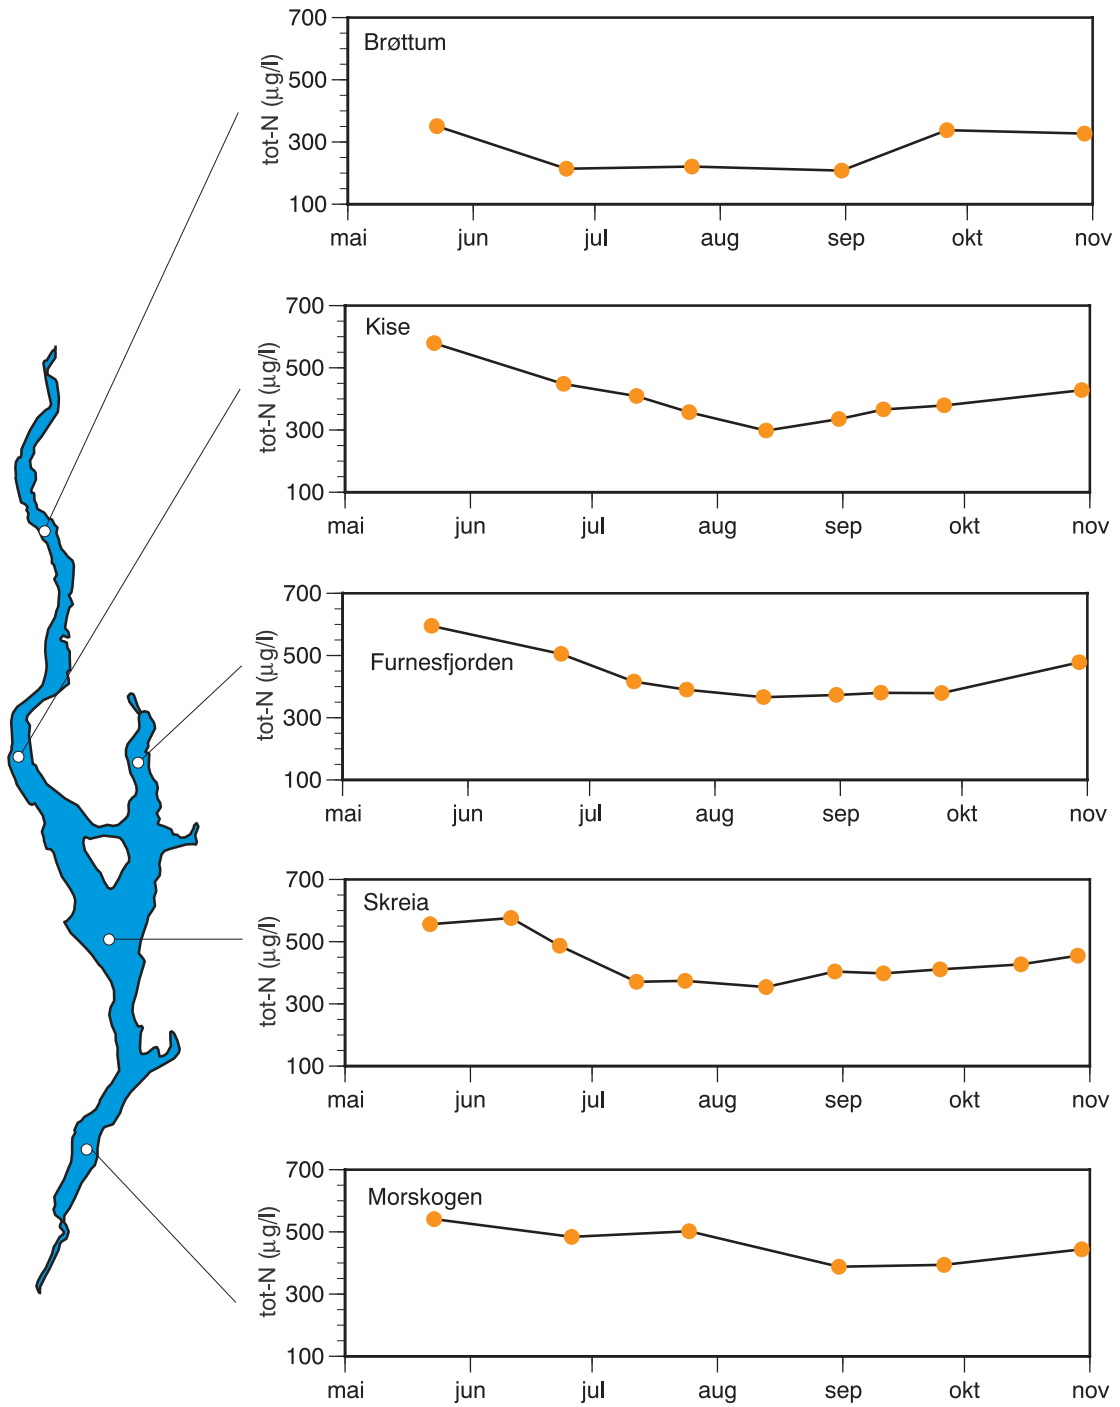 700
Brøttum
500
300
100
tot-N (µg/l)
mai jun jul aug sep okt nov
700
Kise
500
300
100
tot-N (µg/l)
mai jun jul aug sep okt nov
700
500
Furnesfjorden
300
100
tot-N (µg/l)
mai jun jul aug sep okt nov
700
Skreia
500
300
100
tot-N (µg/l)
mai jun jul aug sep okt nov
700
Morskogen
500
300
100
tot-N (µg/l)
mai jun jul aug sep okt nov